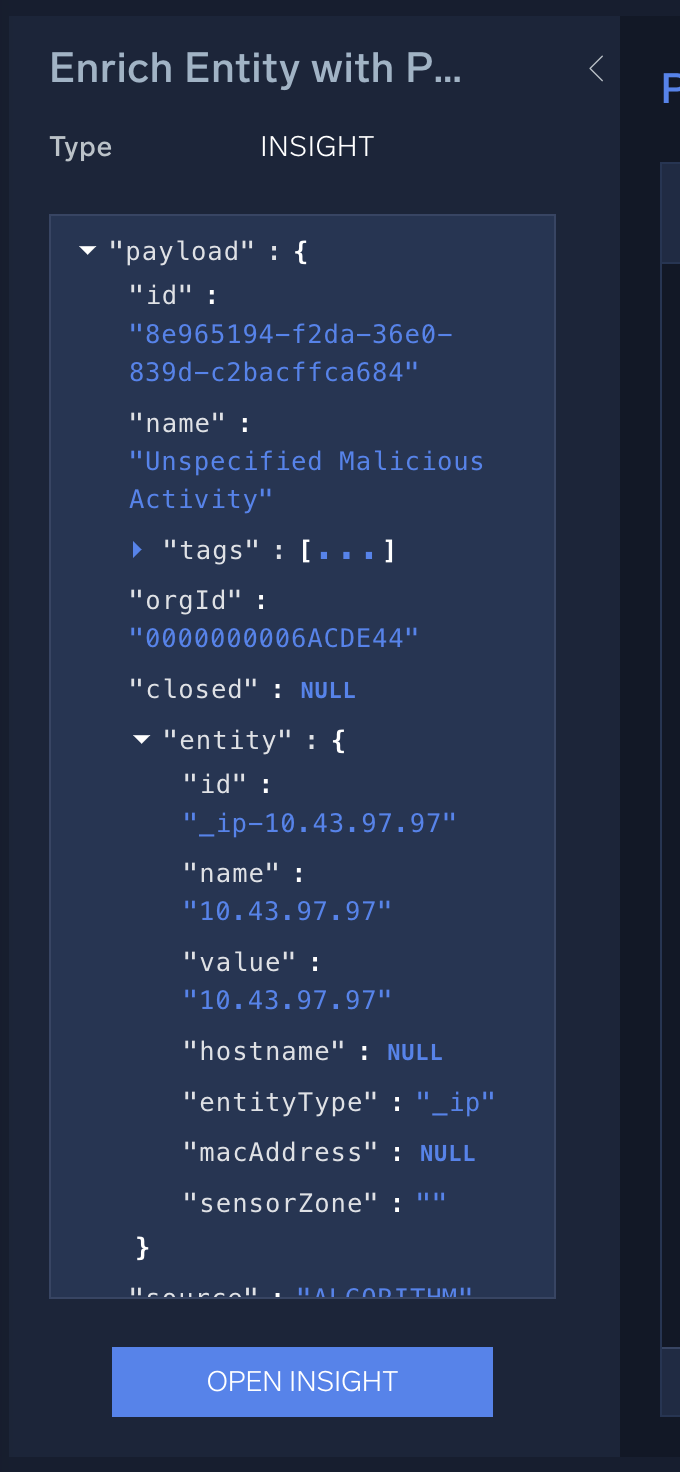 Enrich Entity with P...
P
Type INSIGHT
"payload" : {
"id" :
"8e965194-f2da-36e0-
839d-c2bacffca684"
"name" :
"Unspecified Malicious
Activity"
"tags" : [...]
"orgId" :
"0000000006ACDE44"
"closed" : NULL
"entity" : {
"id" :
"_ip-10.43.97.97"
"name" :
"10.43.97.97"
"value" :
"10.43.97.97"
"hostname" : NULL
"entityType" : "_ip"
"macAddress" : NULL
"sensorZone" : ""
}
"source" : "ALGORITHM"
OPEN INSIGHT